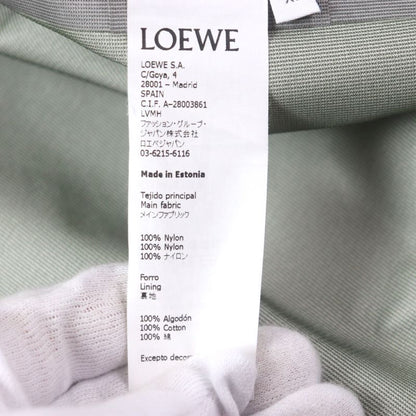 LOEWE
LOEWE S.A.
C/Goya, 4
28001 – Madrid
SPAIN
C.I.F. A-28003861
LVMH
ファッション・グループ・
ジャパン株式会社
ロエベジャパン
03-6215-6116
Made in Estonia
Tejido principal
Main fabric
メインファブリック
100% Nylon
100% Nylon
100% ナイロン
Forro
Lining
裏地
100% Algodón
100% Cotton
100% 綿
Excepto decor